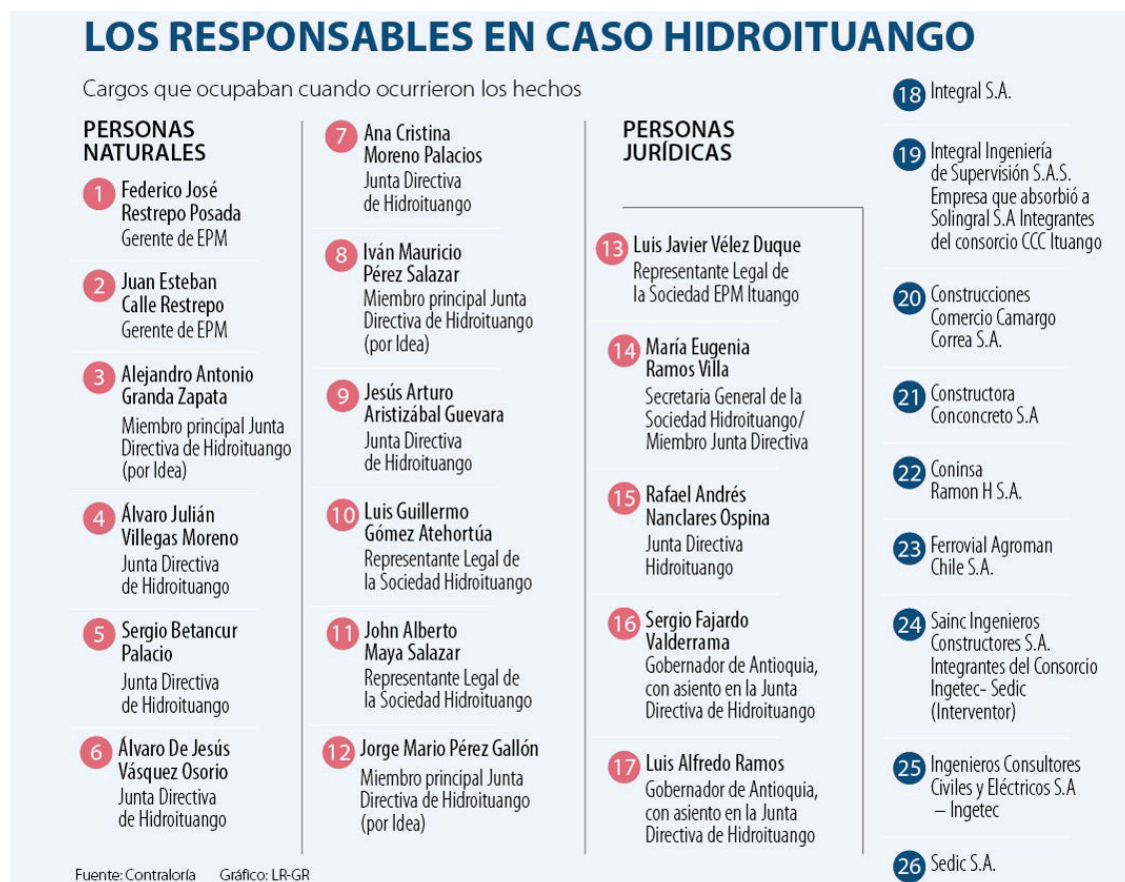 LOS RESPONSABLES EN CASO HIDROITUANGO
Cargos que ocupaban cuando ocurrieron los hechos
PERSONAS
NATURALES
1 Federico José
Restrepo Posada
Gerente de EPM
2 Juan Esteban
Calle Restrepo
Gerente de EPM
3 Alejandro Antonio
Granda Zapata
Miembro principal Junta
Directiva de Hidroituango
(por Idea)
4 Álvaro Julián
Villegas Moreno
Junta Directiva
de Hidroituango
5 Sergio Betancur
Palacio
Junta Directiva
de Hidroituango
6 Álvaro De Jesús
Vásquez Osorio
Junta Directiva
de Hidroituango
7 Ana Cristina
Moreno Palacios
Junta Directiva
de Hidroituango
8 Iván Mauricio
Pérez Salazar
Miembro principal Junta
Directiva de Hidroituango
(por Idea)
9 Jesús Arturo
Aristizábal Guevara
Junta Directiva
de Hidroituango
10 Luis Guillermo
Gómez Atehortúa
Representante Legal de
la Sociedad Hidroituango
11 John Alberto
Maya Salazar
Representante Legal de
la Sociedad Hidroituango
12 Jorge Mario Pérez Gallón
Miembro principal Junta
Directiva de Hidroituango
(por Idea)
PERSONAS
JURÍDICAS
13 Luis Javier Vélez Duque
Representante Legal de
la Sociedad EPM Ituango
14 María Eugenia
Ramos Villa
Secretaria General de la
Sociedad Hidroituango/
Miembro Junta Directiva
15 Rafael Andrés
Nanclares Ospina
Junta Directiva
Hidroituango
16 Sergio Fajardo
Valderrama
Gobernador de Antioquia,
con asiento en la Junta
Directiva de Hidroituango
17 Luis Alfredo Ramos
Gobernador de Antioquia,
con asiento en la Junta
Directiva de Hidroituango
18 Integral S.A.
19 Integral Ingeniería
de Supervisión S.A.S.
Empresa que absorbió a
Solingral S.A Integrantes
del consorcio CCC Ituango
20 Construcciones
Comercio Camargo
Correa S.A.
21 Constructora
Conconcreto S.A
22 Coninsa
Ramon H S.A.
23 Ferrovial Agroman
Chile S.A.
24 Sainc Ingenieros
Constructores S.A.
Integrantes del Consorcio
Ingetec- Sedic
(Interventor)
25 Ingenieros Consultores
Civiles y Eléctricos S.A
– Ingetec
26 Sedic S.A.
Fuente: Contraloría Gráfico: LR-GR